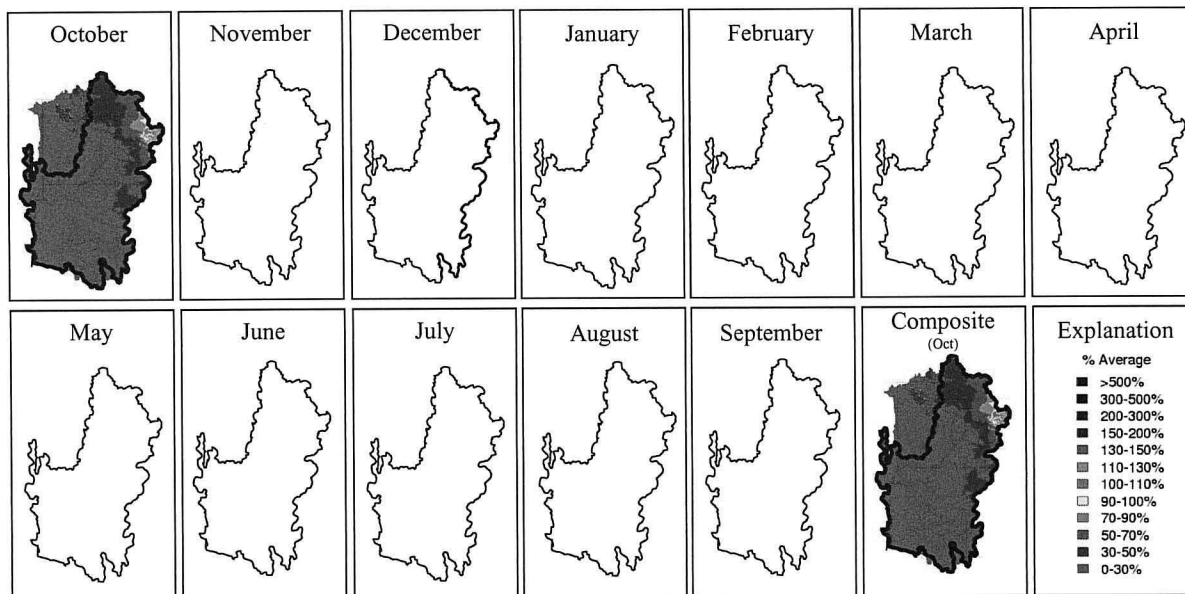 October
November
December
January
February
March
April
May
June
July
August
September
Composite
(Oct)
Explanation
% Average
>500%
300-500%
200-300%
150-200%
130-150%
110-130%
100-110%
90-100%
70-90%
50-70%
30-50%
0-30%